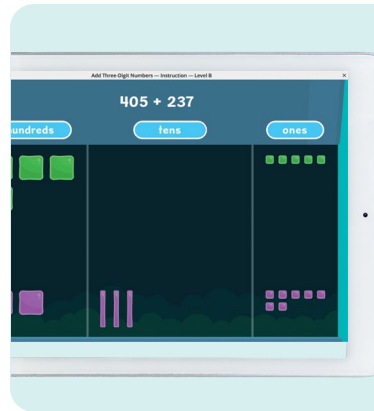 Add Three-Digit Numbers — Instruction — Level B ×
405 + 237
undreds tens ones